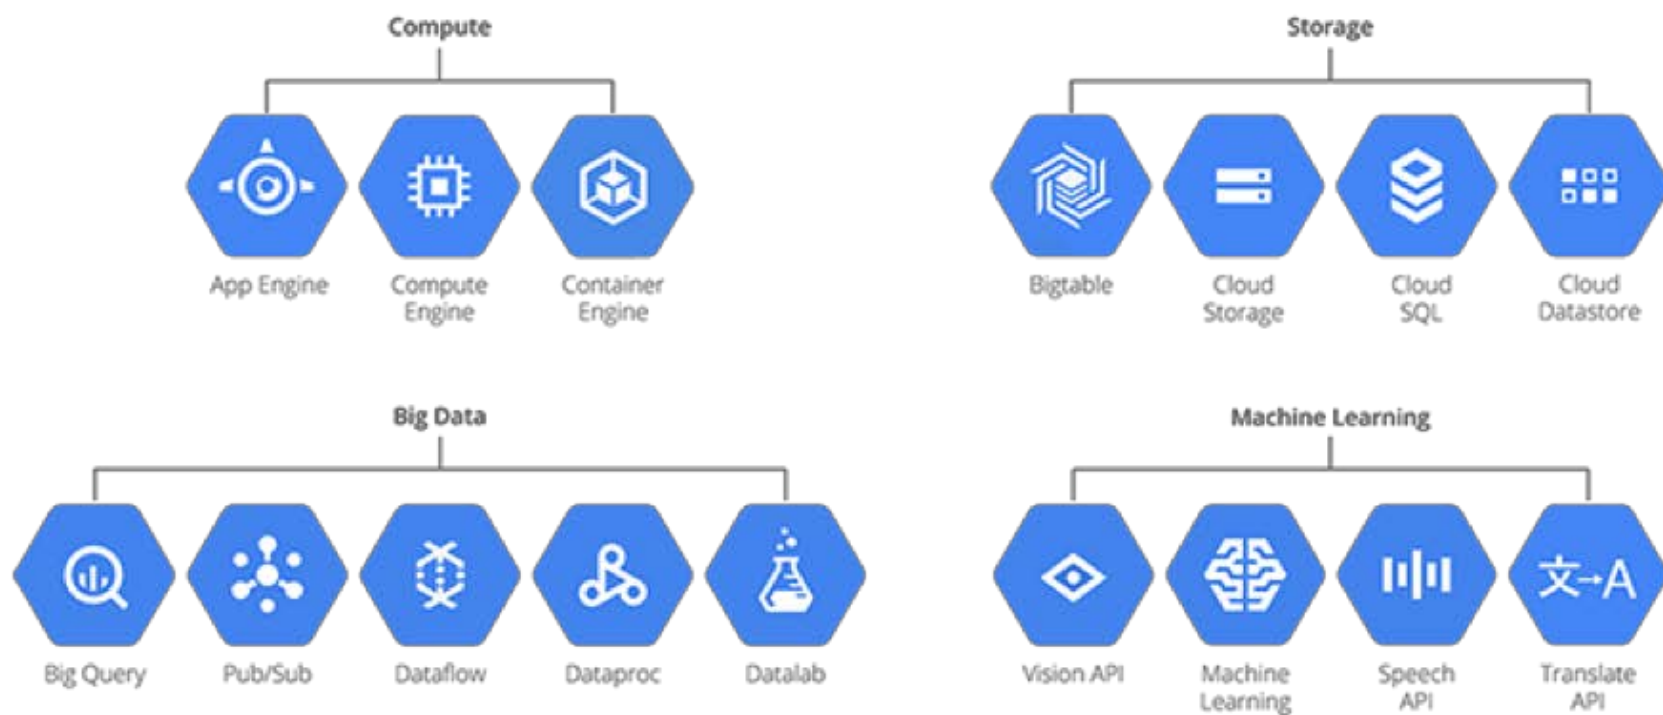 Compute
App Engine
Compute
Engine
Container
Engine
Storage
Bigtable
Cloud
Storage
Cloud
SQL
Cloud
Datastore
Big Data
Big Query
Pub/Sub
Dataflow
Dataproc
Datalab
Machine Learning
Vision API
Machine
Learning
Speech
API
文→A
Translate
API